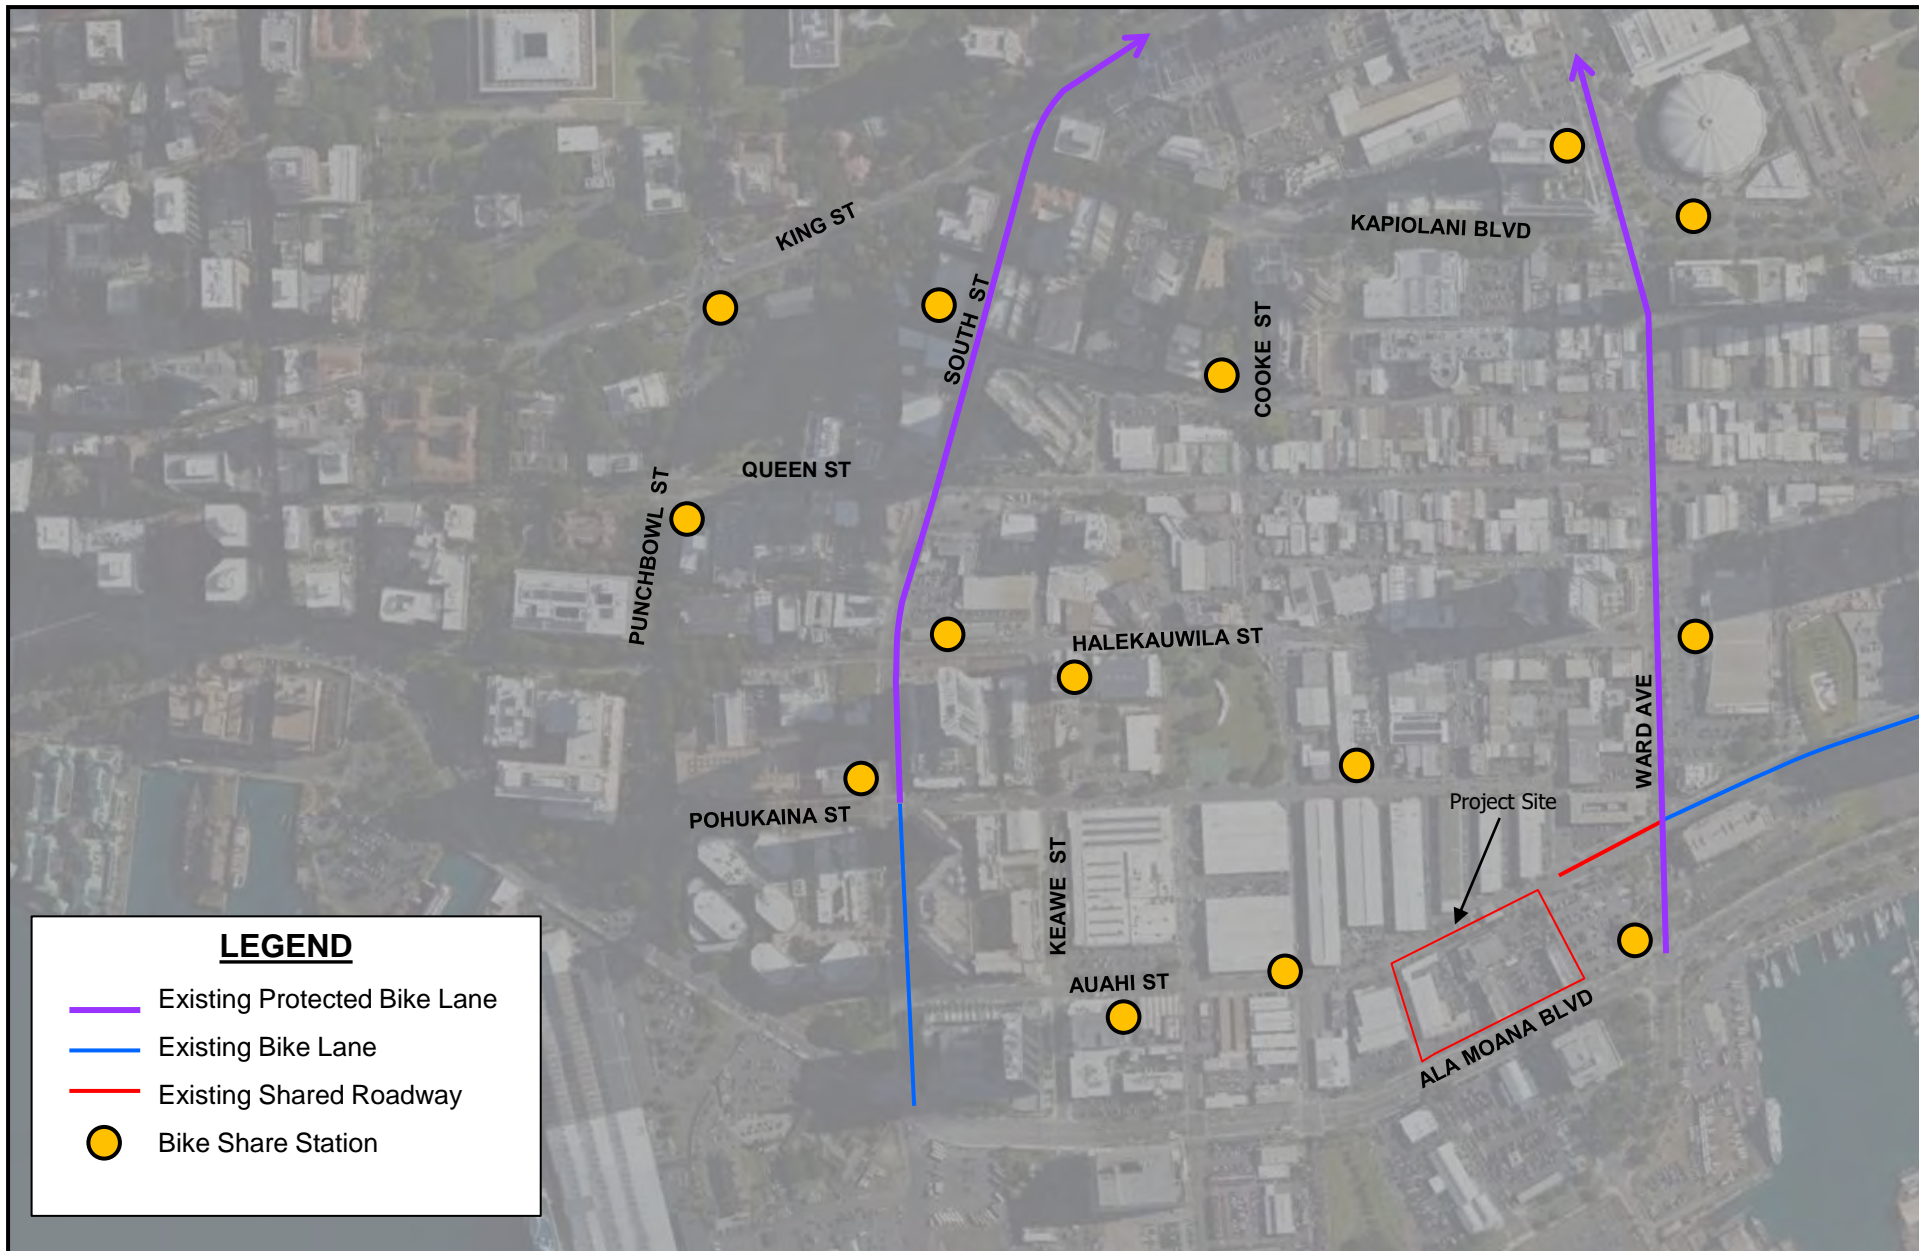 KING ST
KAPIOLANI BLVD
SOUTH ST
COOKE ST
QUEEN ST
PUNCHBOWL ST
HALEKAUWILA ST
WARD AVE
POHUKAINA ST
Project Site
KEAWE ST
AUAHI ST
ALA MOANA BLVD
LEGEND
Existing Protected Bike Lane
Existing Bike Lane
Existing Shared Roadway
Bike Share Station